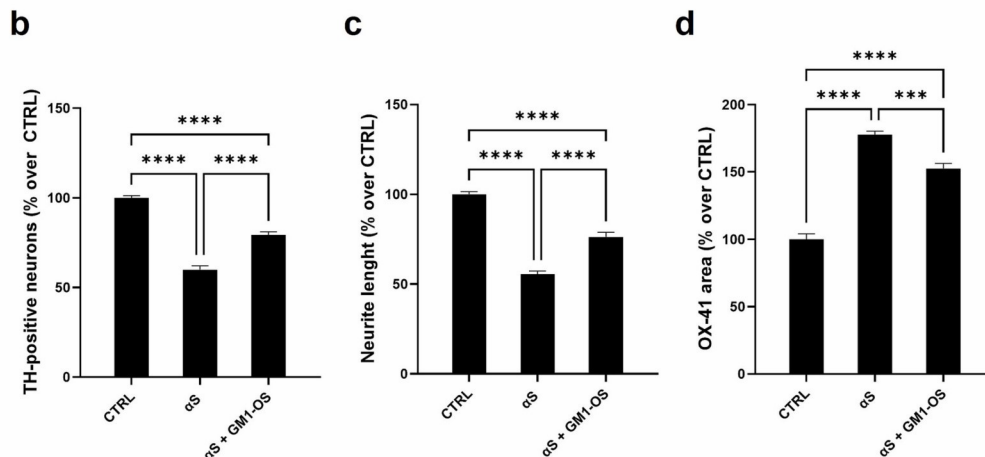 b
TH-positive neurons (% over CTRL)
150
100
50
0
****
****
****
CTRL
αS
αS + GM1-OS
c
Neurite lenght (% over CTRL)
150
100
50
0
****
****
****
CTRL
αS
αS + GM1-OS
d
OX-41 area (% over CTRL)
200
150
100
50
0
****
****
***
CTRL
αS
αS + GM1-OS